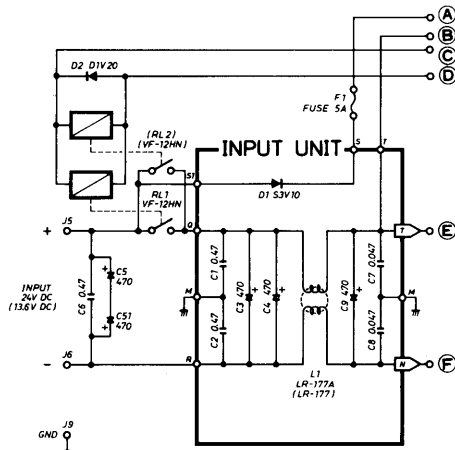 A
B
C
D
D2 D1V20
F1
FUSE 5A
(RL2)
(VF-12HN)
INPUT UNIT
S
T
S1
D1 S3V10
RL1
VF-12HN
+
J5
Q
T
E
INPUT
24V DC
(13.6V DC)
C6 0.47
C5
470
C51
470
M
C1 0.47
C2 0.47
C3 470
C4 470
C9 470
C7 0.047
C8 0.047
M
L1
LR-177A
(LR-177)
-
J6
R
N
F
GND
J9